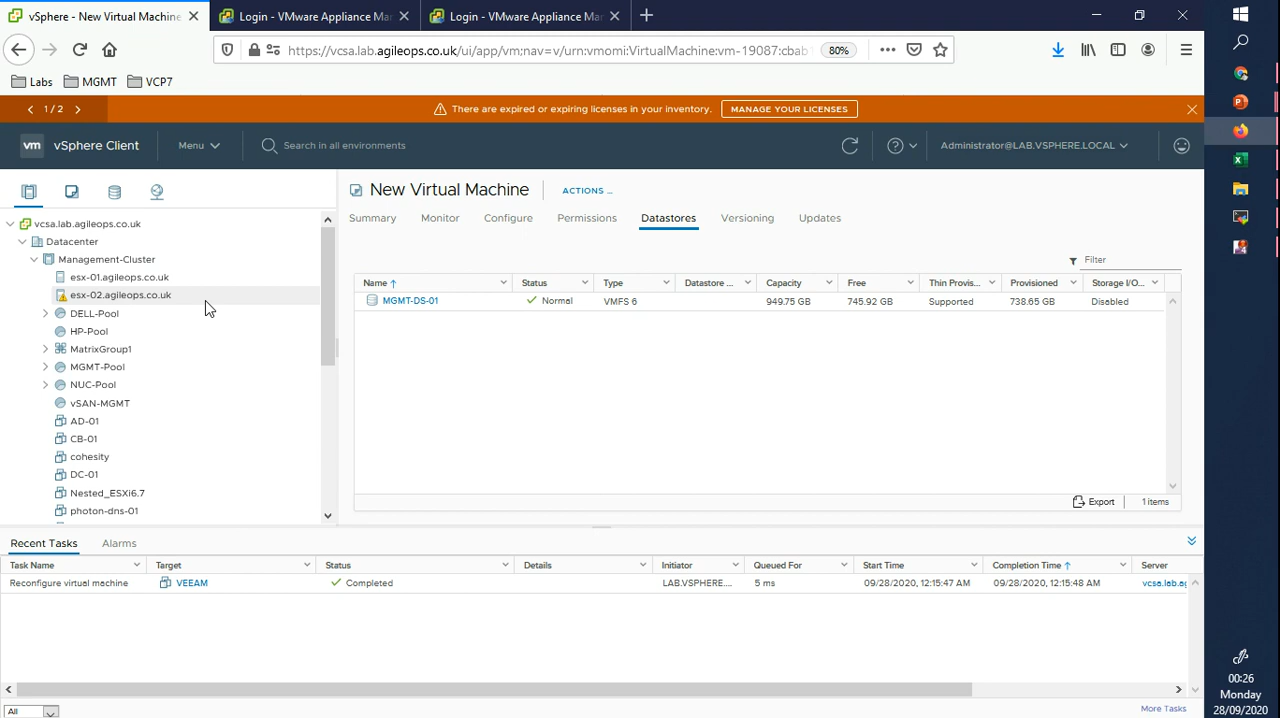 vSphere - New Virtual Machine
Login - VMware Appliance Ma
Login - VMware Appliance Ma
https://vcsa.lab.agileops.co.uk/ui/app/vm;nav=v/urn:vmomi:VirtualMachine:vm-19087:cbab
80%
Labs
MGMT
VCP7
1 / 2
There are expired or expiring licenses in your inventory.
MANAGE YOUR LICENSES
vm
vSphere Client
Menu
Search in all environments
Administrator@LAB.VSPHERE.LOCAL
New Virtual Machine
ACTIONS ...
Summary
Monitor
Configure
Permissions
Datastores
Versioning
Updates
vcsa.lab.agileops.co.uk
Datacenter
Management-Cluster
esx-01.agileops.co.uk
esx-02.agileops.co.uk
DELL-Pool
HP-Pool
MatrixGroup1
MGMT-Pool
NUC-Pool
vSAN-MGMT
AD-01
CB-01
cohesity
DC-01
Nested_ESXi6.7
photon-dns-01
Filter
Name Status Type Datastore ... Capacity Free Thin Provis... Provisioned Storage I/O...
MGMT-DS-01 Normal VMFS 6 949.75 GB 745.92 GB Supported 738.65 GB Disabled
Export
1 items
Recent Tasks
Alarms
Task Name Target Status Details Initiator Queued For Start Time Completion Time Server
Reconfigure virtual machine VEEAM Completed LAB.VSPHERE.... 5 ms 09/28/2020, 12:15:47 AM 09/28/2020, 12:15:48 AM vcsa.lab.ag
All
More Tasks
00:26
Monday
28/09/2020